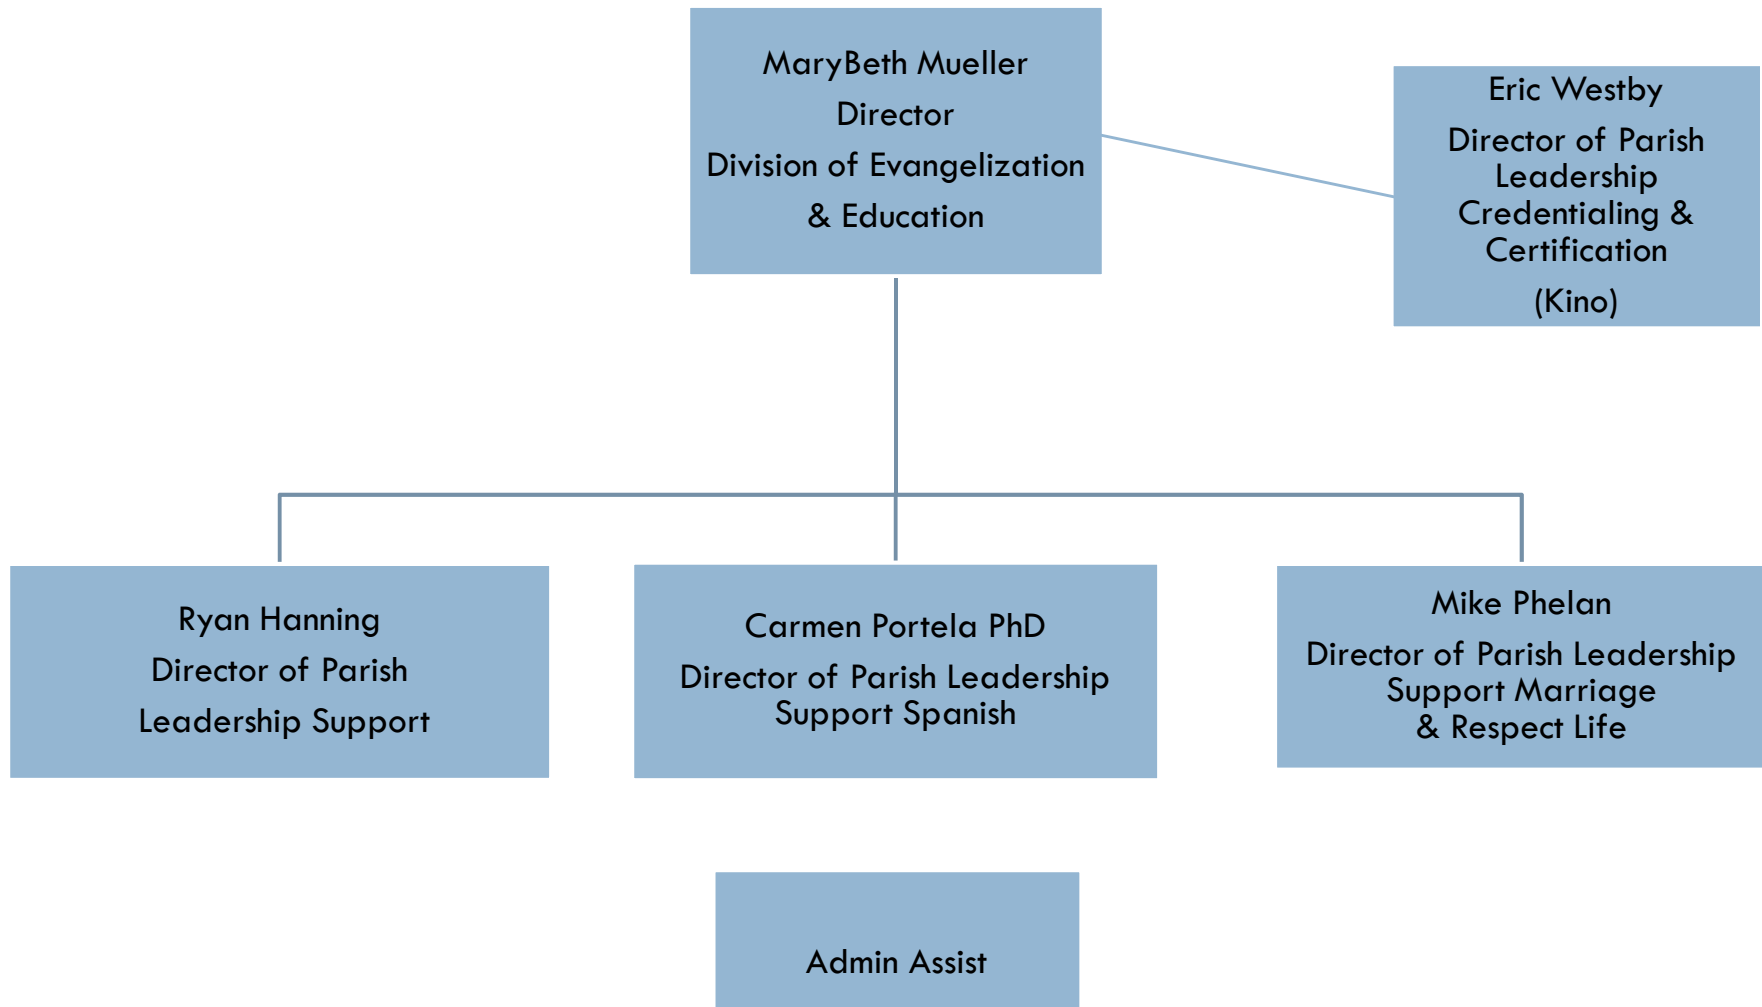 MaryBeth Mueller
Director
Division of Evangelization
& Education
Eric Westby
Director of Parish
Leadership
Credentialing &
Certification
(Kino)
Ryan Hanning
Director of Parish
Leadership Support
Carmen Portela PhD
Director of Parish Leadership
Support Spanish
Mike Phelan
Director of Parish Leadership
Support Marriage
& Respect Life
Admin Assist